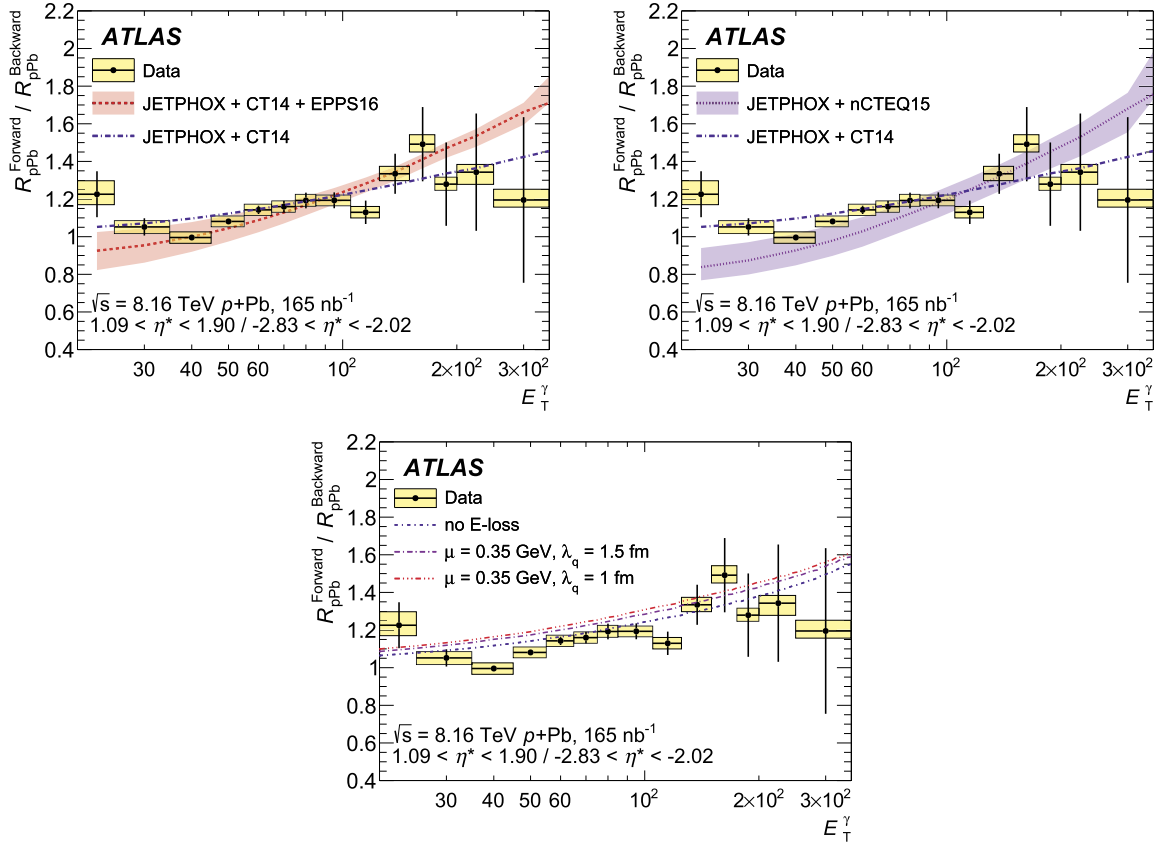 R_pPb^Forward / R_pPb^Backward
2.2
2
1.8
1.6
1.4
1.2
1
0.8
0.6
0.4
ATLAS
Data
JETPHOX + CT14 + EPPS16
JETPHOX + CT14
√s = 8.16 TeV p+Pb, 165 nb⁻¹
1.09 < η* < 1.90 / -2.83 < η* < -2.02
30 40 50 60 10² 2×10² 3×10²
E_T^γ
R_pPb^Forward / R_pPb^Backward
2.2
2
1.8
1.6
1.4
1.2
1
0.8
0.6
0.4
ATLAS
Data
JETPHOX + nCTEQ15
JETPHOX + CT14
√s = 8.16 TeV p+Pb, 165 nb⁻¹
1.09 < η* < 1.90 / -2.83 < η* < -2.02
30 40 50 60 10² 2×10² 3×10²
E_T^γ
R_pPb^Forward / R_pPb^Backward
2.2
2
1.8
1.6
1.4
1.2
1
0.8
0.6
0.4
ATLAS
Data
no E-loss
μ = 0.35 GeV, λ_q = 1.5 fm
μ = 0.35 GeV, λ_q = 1 fm
√s = 8.16 TeV p+Pb, 165 nb⁻¹
1.09 < η* < 1.90 / -2.83 < η* < -2.02
30 40 50 60 10² 2×10² 3×10²
E_T^γ